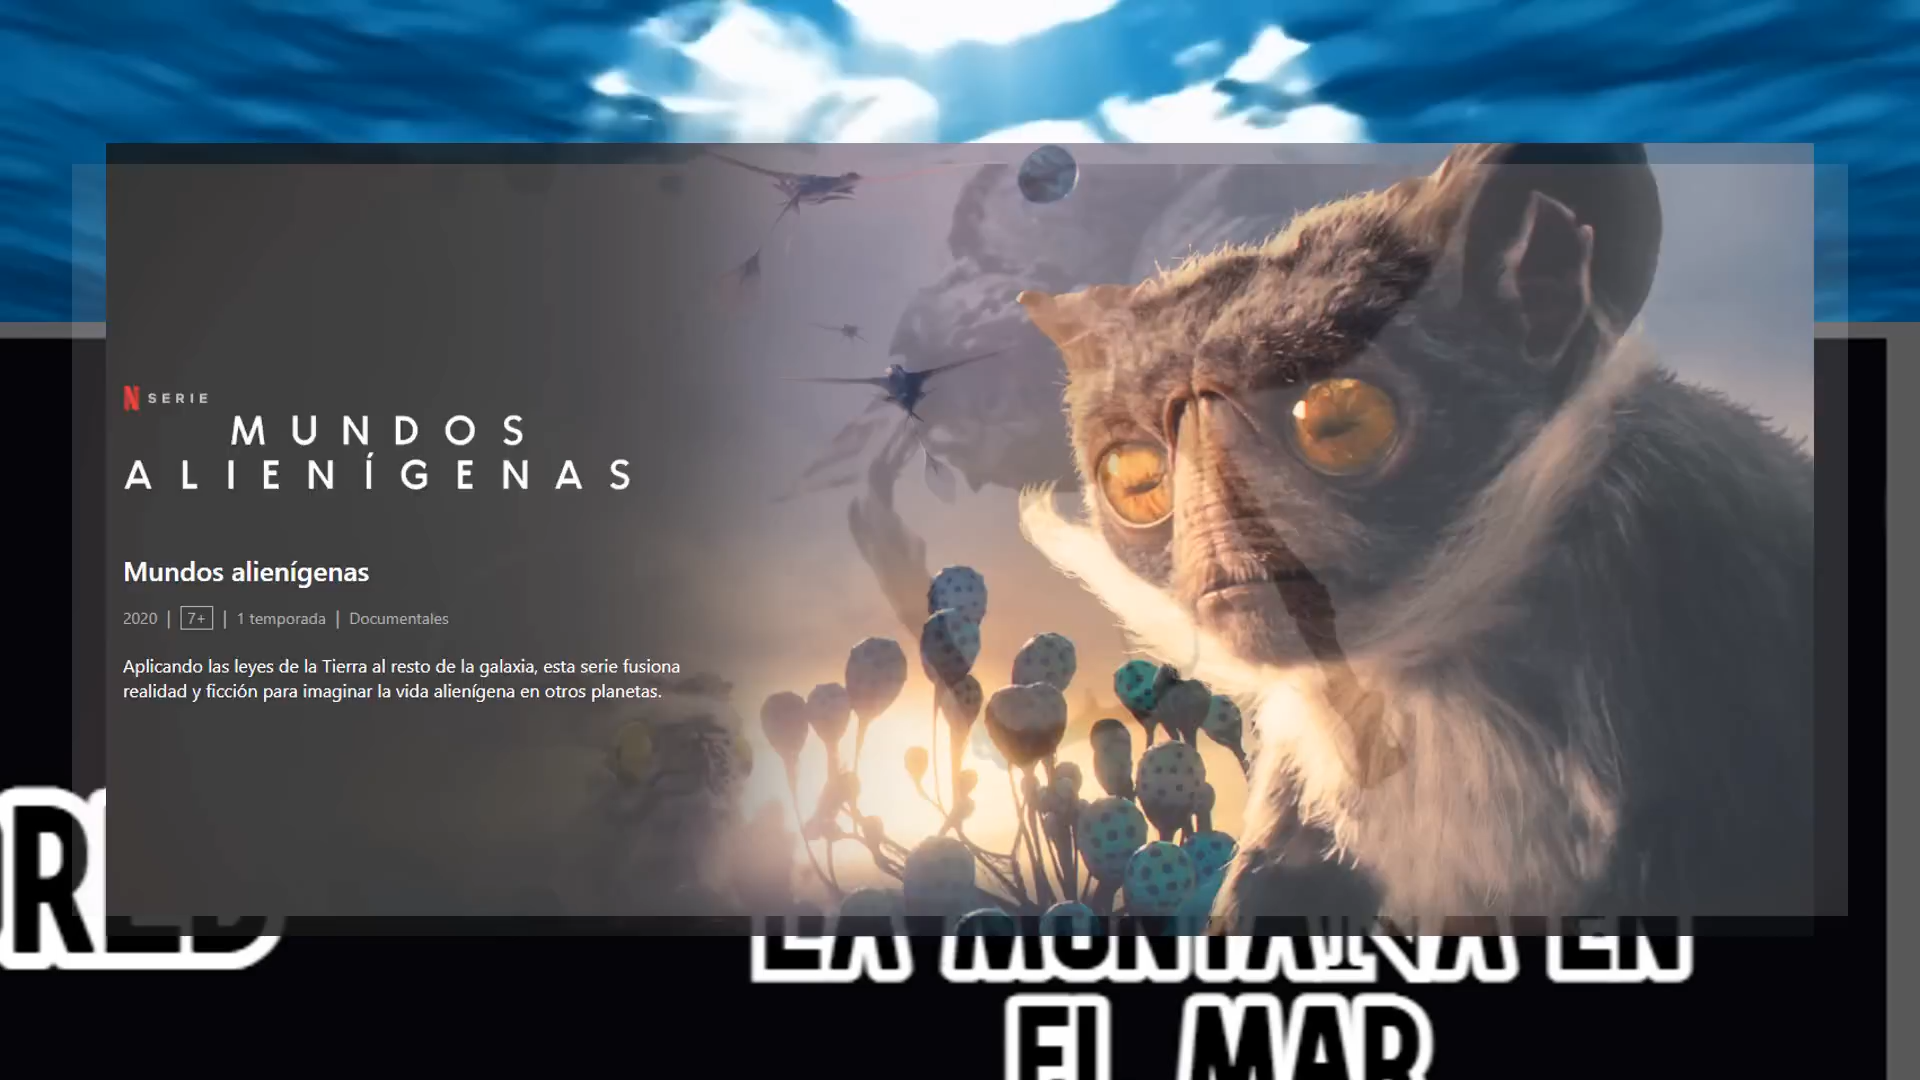 N SERIE
MUNDOS
ALIENÍGENAS
Mundos alienígenas
2020 | 7+ | 1 temporada | Documentales
Aplicando las leyes de la Tierra al resto de la galaxia, esta serie fusiona
realidad y ficción para imaginar la vida alienígena en otros planetas.
LA MONTAÑA EN
EL MAR